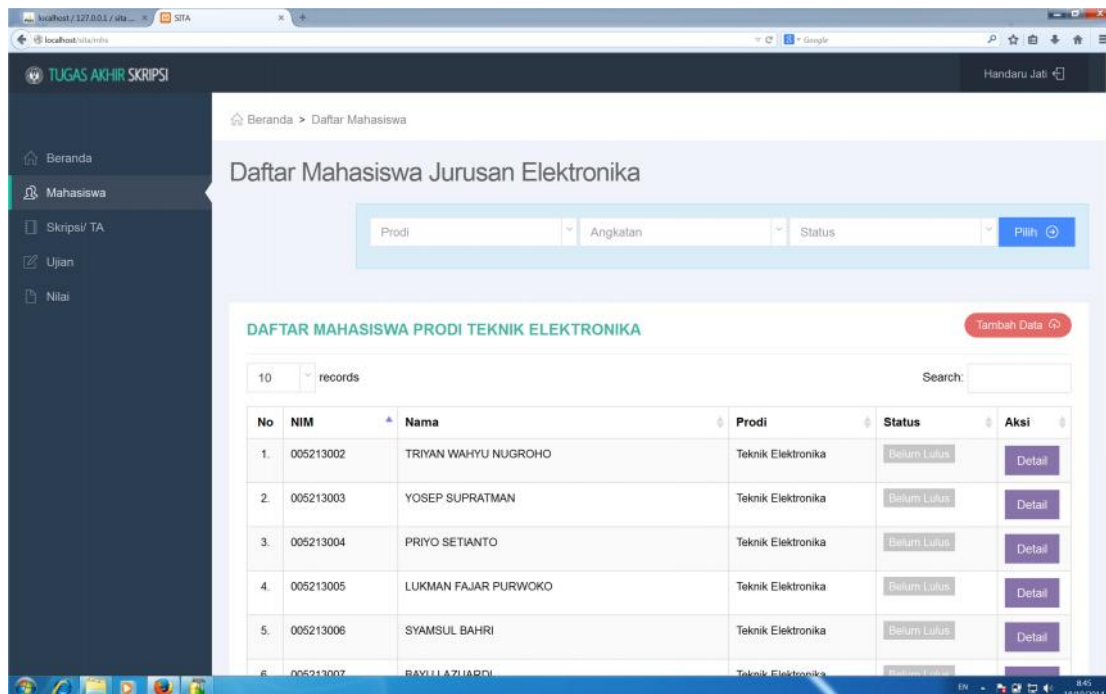 localhost / 127.0.0.1 / sita ... SITA
localhost/sita/mhs Google
TUGAS AKHIR SKRIPSI Handaru Jati
Beranda > Daftar Mahasiswa
Beranda
Mahasiswa
Skripsi/ TA
Ujian
Nilai
Daftar Mahasiswa Jurusan Elektronika
Prodi Angkatan Status Pilih
DAFTAR MAHASISWA PRODI TEKNIK ELEKTRONIKA Tambah Data
10 records Search:
No NIM Nama Prodi Status Aksi
1. 005213002 TRIYAN WAHYU NUGROHO Teknik Elektronika Belum Lulus Detail
2. 005213003 YOSEP SUPRATMAN Teknik Elektronika Belum Lulus Detail
3. 005213004 PRIYO SETIANTO Teknik Elektronika Belum Lulus Detail
4. 005213005 LUKMAN FAJAR PURWOKO Teknik Elektronika Belum Lulus Detail
5. 005213006 SYAMSUL BAHRI Teknik Elektronika Belum Lulus Detail
6. 005213007 BAYU LAZUARDI Teknik Elektronika
EN 8:45